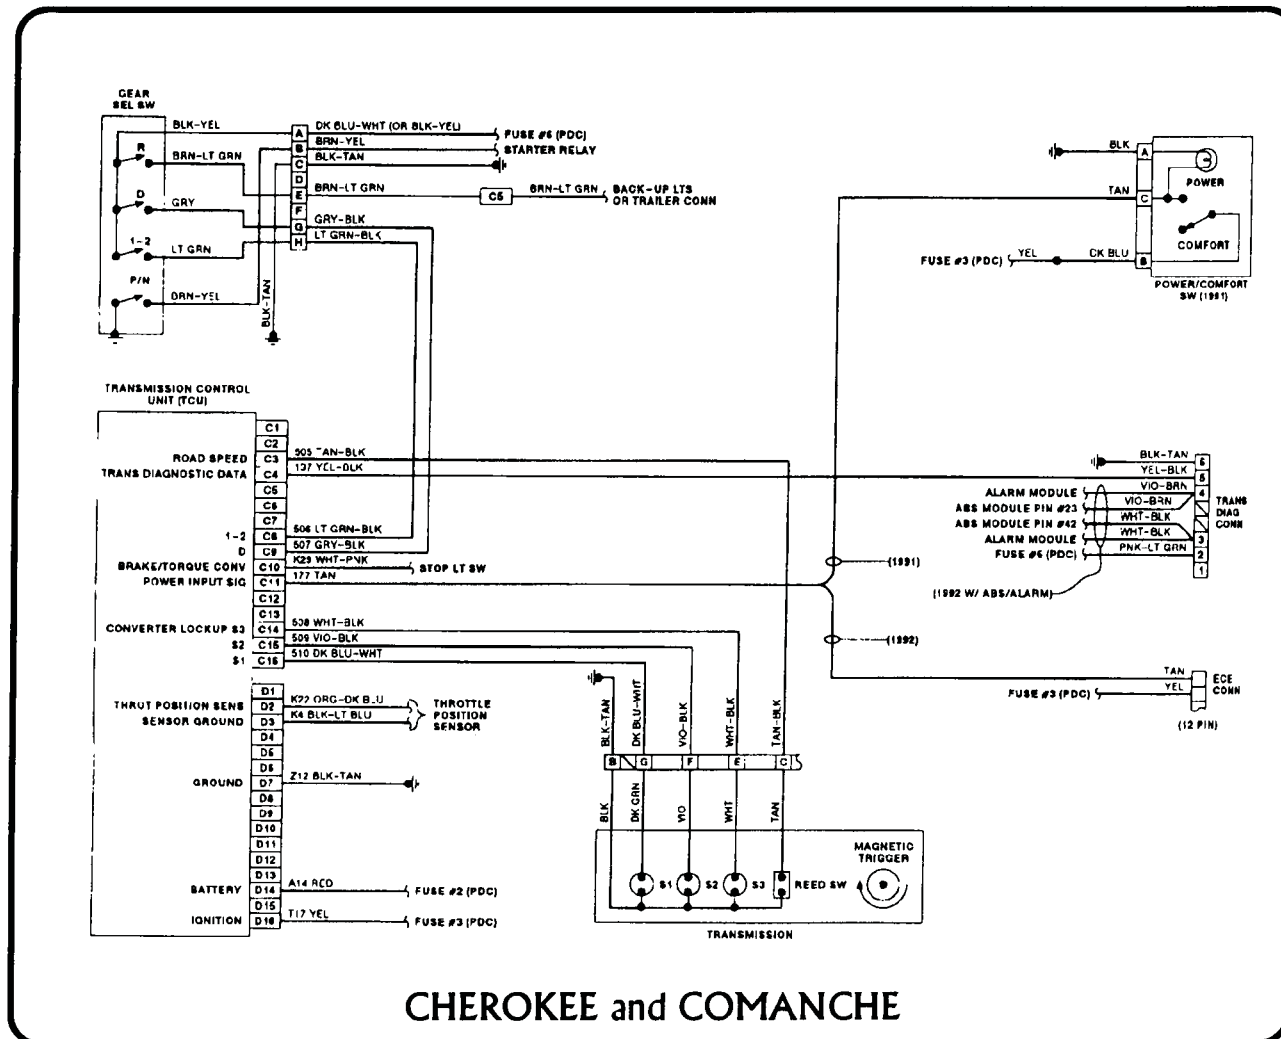 GEAR
SEL SW
BLK-YEL
R
BRN-LT GRN
D
GRY
1-2
LT GRN
P/N
BRN-YEL
BLK-TAN
A
B
C
D
E
F
G
H
DK BLU-WHT (OR BLK-YEL)
FUSE #6 (PDC)
BRN-YEL
STARTER RELAY
BLK-TAN
BRN-LT GRN
C5
BRN-LT GRN
BACK-UP LTS
OR TRAILER CONN
GRY-BLK
LT GRN-BLK
BLK
A
POWER
TAN
C
COMFORT
FUSE #3 (PDC)
YEL
DK BLU
B
POWER/COMFORT
SW (1991)
TRANSMISSION CONTROL
UNIT (TCU)
C1
C2
ROAD SPEED C3 505 TAN-BLK
TRANS DIAGNOSTIC DATA C4 137 YEL-BLK
C5
C6
C7
1-2 C8 506 LT GRN-BLK
D C9 507 GRY-BLK
BRAKE/TORQUE CONV C10 K29 WHT-PNK STOP LT SW
POWER INPUT SIG C11 177 TAN
C12
C13
CONVERTER LOCKUP S3 C14 508 WHT-BLK
S2 C15 509 VIO-BLK
S1 C16 510 DK BLU-WHT
D1
THROT POSITION SENS D2 K22 ORG-DK BLU
SENSOR GROUND D3 K4 BLK-LT BLU
THROTTLE
POSITION
SENSOR
D4
D5
D6
GROUND D7 Z12 BLK-TAN
D8
D9
D10
D11
D12
D13
BATTERY D14 A14 RED FUSE #2 (PDC)
D15
IGNITION D16 T17 YEL FUSE #3 (PDC)
BLK-TAN 6
YEL-BLK 5
ALARM MODULE VIO-BRN 4
ABS MODULE PIN #23 VIO-BRN
ABS MODULE PIN #42 WHT-BLK
ALARM MODULE WHT-BLK 3
FUSE #6 (PDC) PNK-LT GRN 2
1
TRANS
DIAG
CONN
(1992 W/ ABS/ALARM)
(1991)
(1992)
TAN
YEL
FUSE #3 (PDC)
ECE
CONN
(12 PIN)
BLK-TAN
DK BLU-WHT
VIO-BLK
WHT-BLK
TAN-BLK
B
G
F
E
C
BLK
DK GRN
VIO
WHT
TAN
S1
S2
S3
REED SW
MAGNETIC
TRIGGER
TRANSMISSION
CHEROKEE and COMANCHE